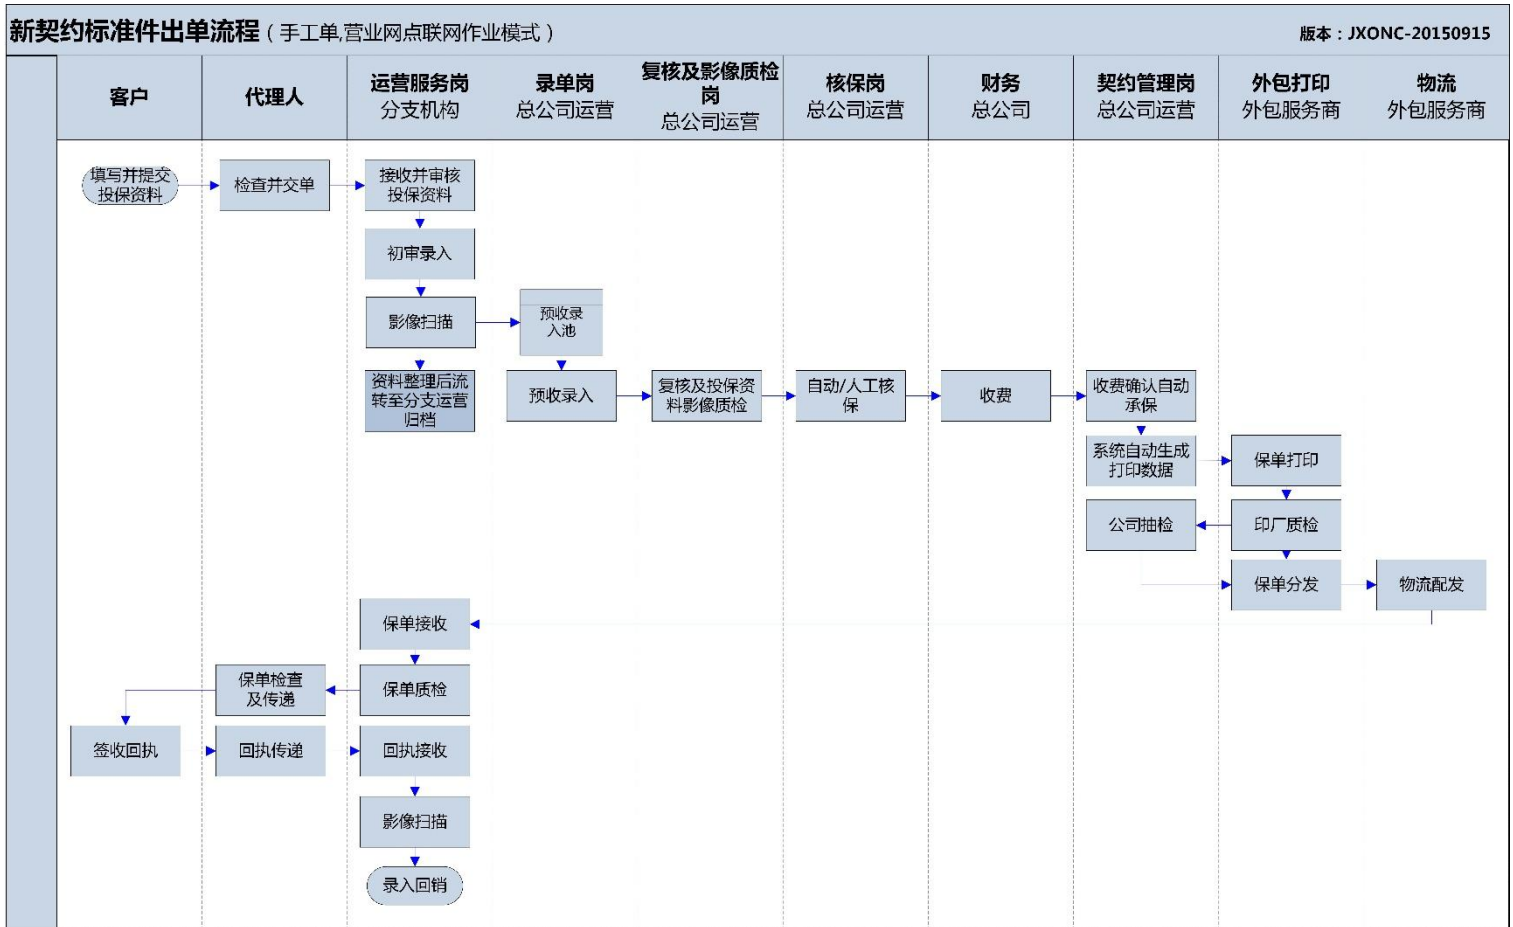 新契约标准件出单流程（手工单,营业网点联网作业模式）
版本：JXONC-20150915
客户
代理人
运营服务岗
分支机构
录单岗
总公司运营
复核及影像质检
岗
总公司运营
核保岗
总公司运营
财务
总公司
契约管理岗
总公司运营
外包打印
外包服务商
物流
外包服务商
填写并提交
投保资料
检查并交单
接收并审核
投保资料
初审录入
影像扫描
预收录
入池
资料整理后流
转至分支运营
归档
预收录入
复核及投保资
料影像质检
自动/人工核
保
收费
收费确认自动
承保
系统自动生成
打印数据
保单打印
公司抽检
印厂质检
保单分发
物流配发
保单接收
保单检查
及传递
保单质检
签收回执
回执传递
回执接收
影像扫描
录入回销